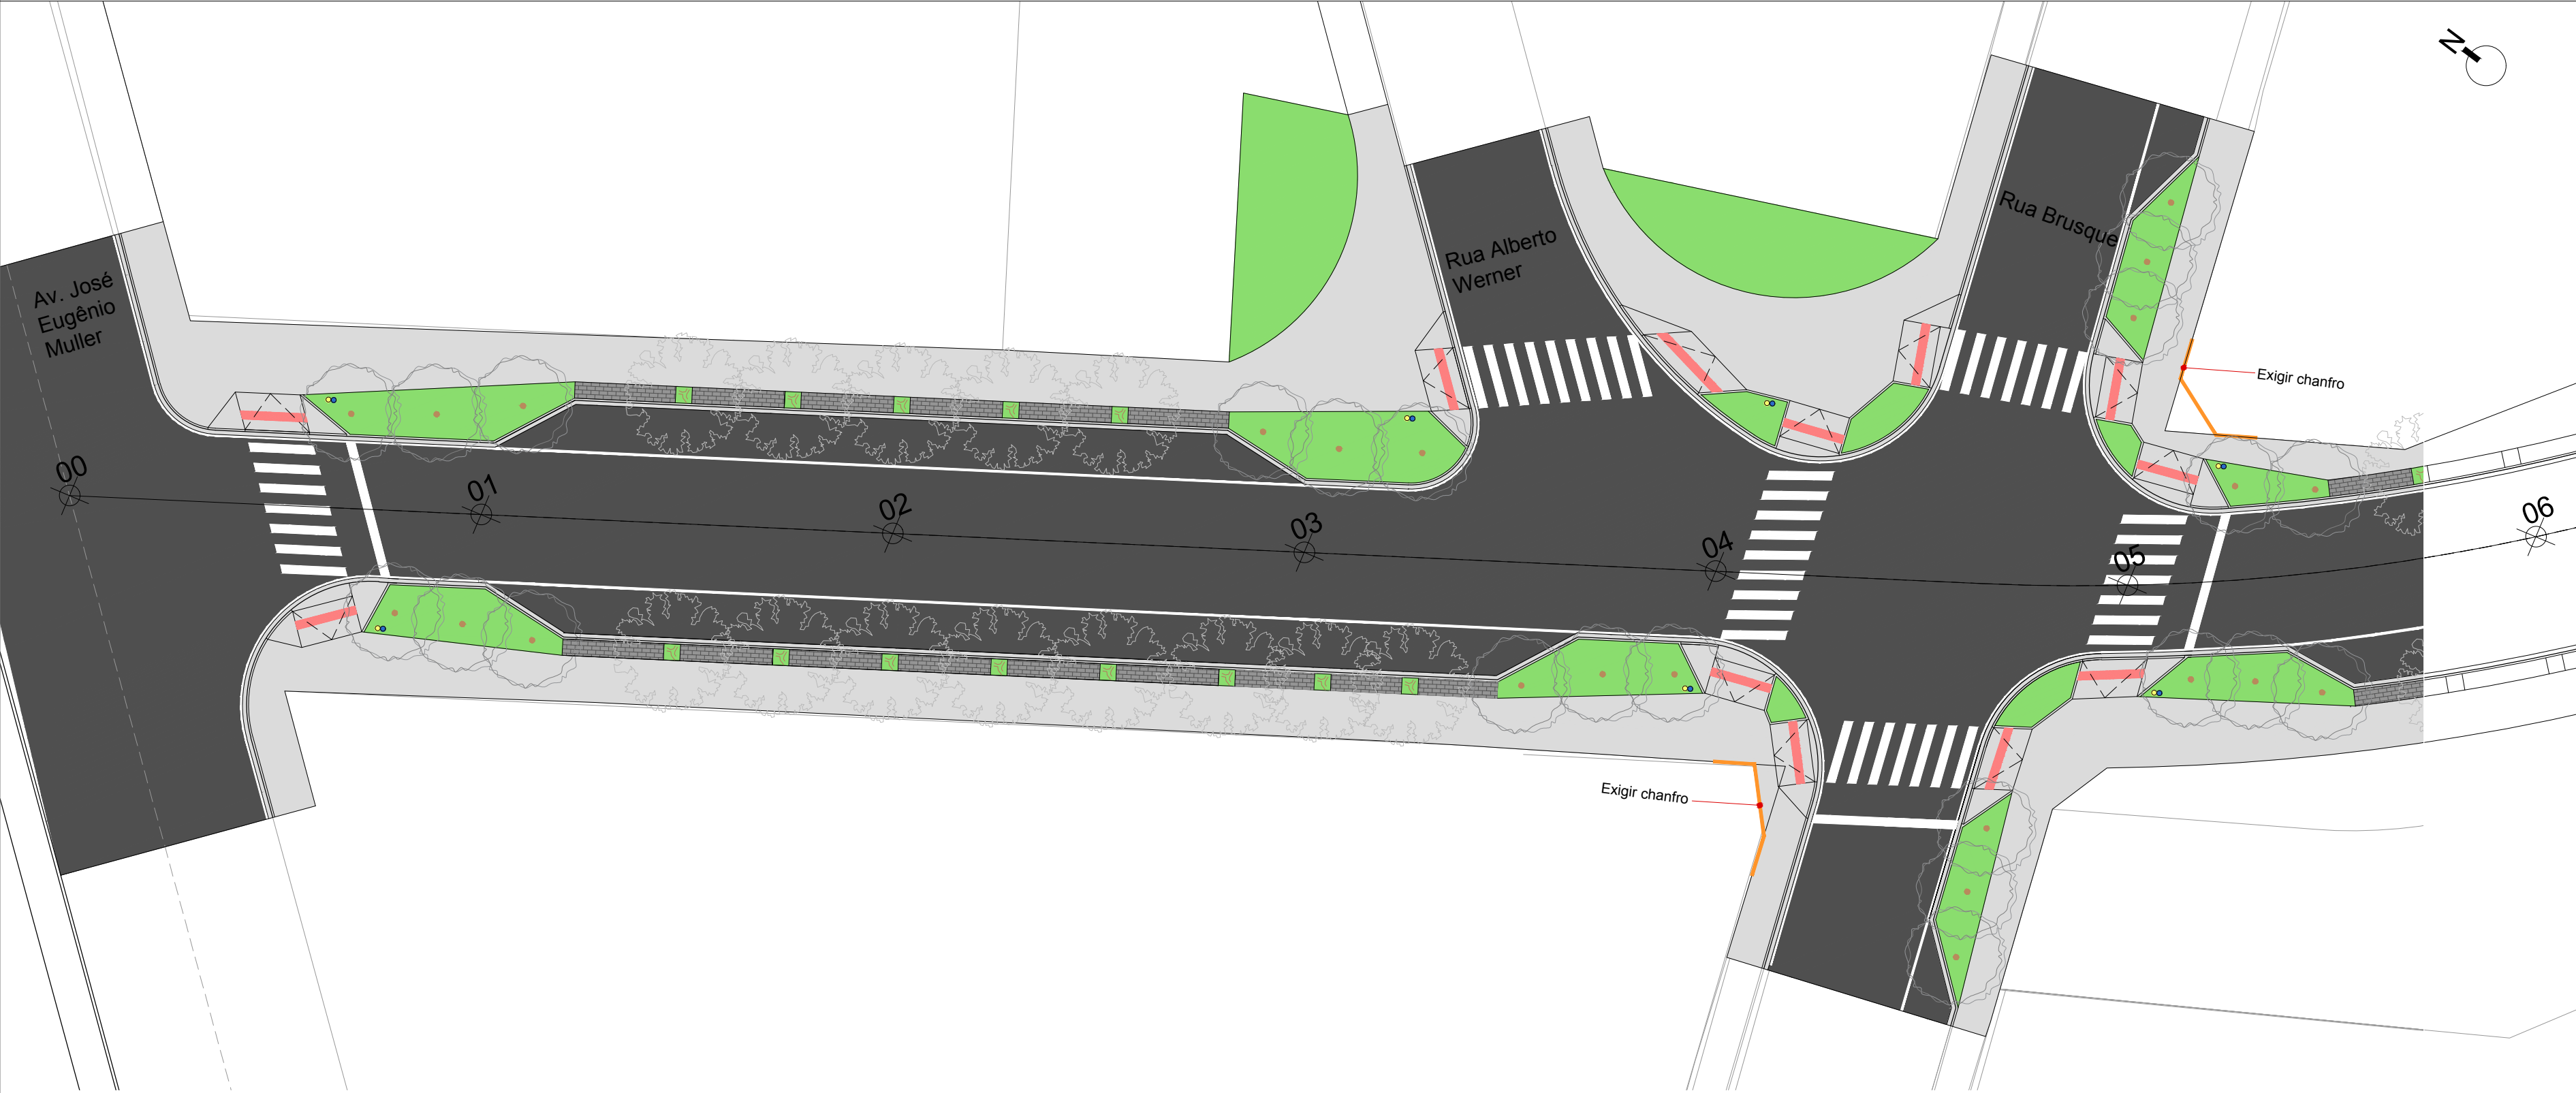 N
Av. José
Eugênio
Muller
Rua Alberto
Werner
Rua Brusque
Exigir chanfro
00
01
02
03
04
05
06
Exigir chanfro